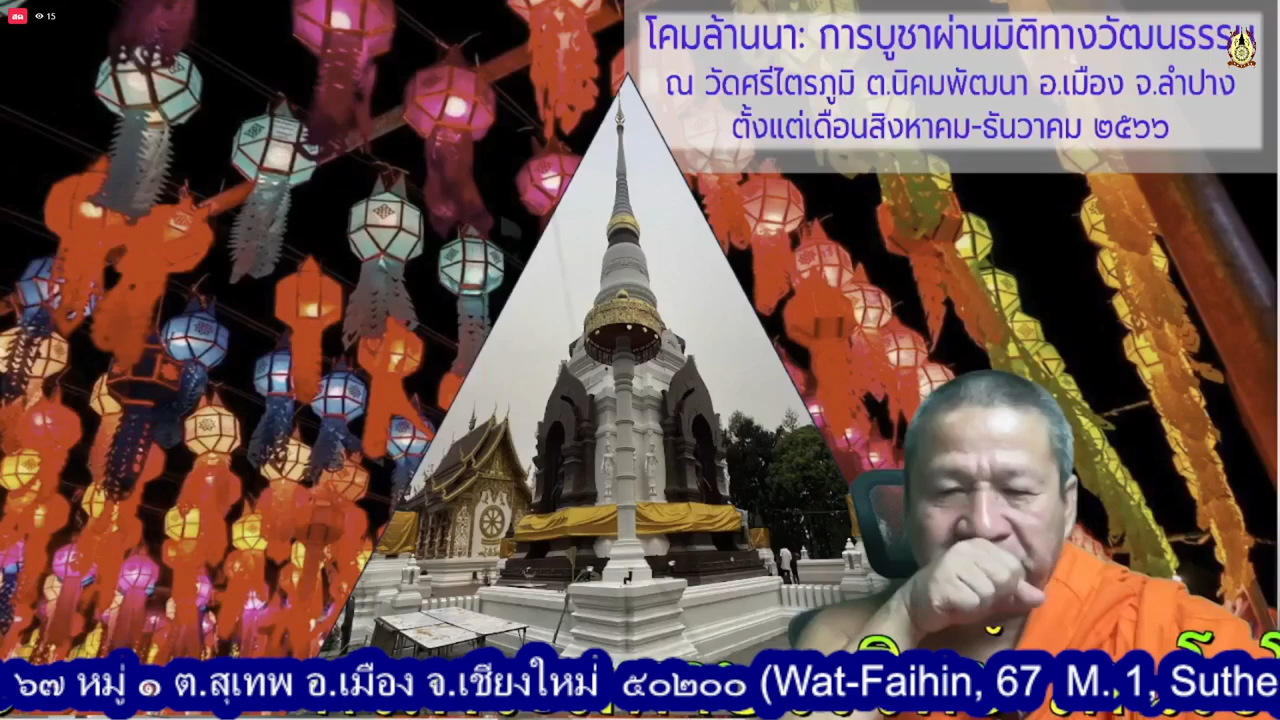 สด 15
โคมล้านนา: การบูชาผ่านมิติทางวัฒนธรรม
ณ วัดศรีไตรภูมิ ต.นิคมพัฒนา อ.เมือง จ.ลำปาง
ตั้งแต่เดือนสิงหาคม-ธันวาคม ๒๕๖๖
๖๗ หมู่ ๑ ต.สุเทพ อ.เมือง จ.เชียงใหม่ ๕๐๒๐๐ (Wat-Faihin, 67 M. 1, Suthe